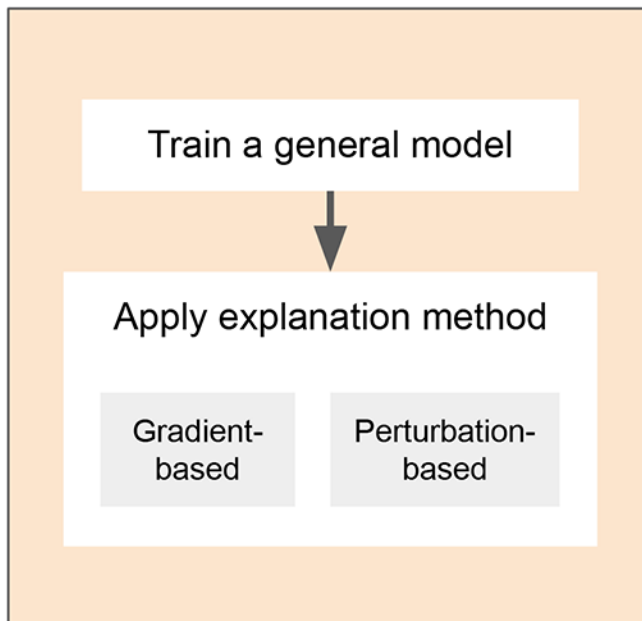 Train a general model
Apply explanation method
Gradient-
based
Perturbation-
based